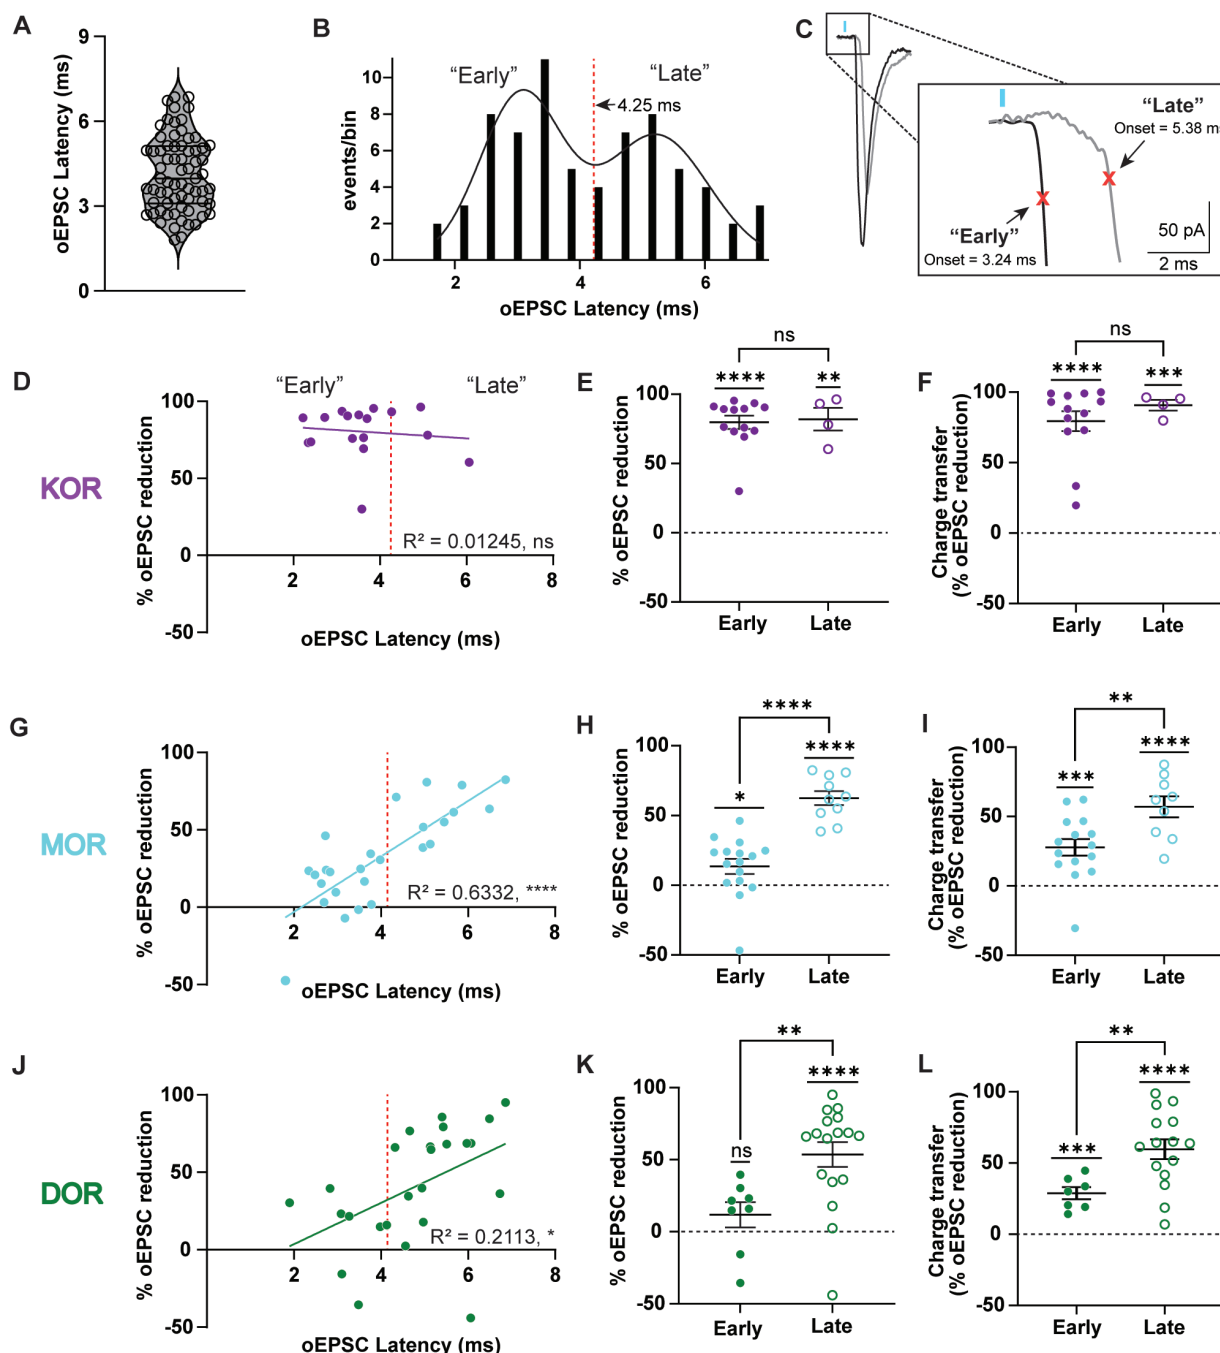 A
oEPSC Latency (ms)
9
6
3
0
B
events/bin
10
8
6
4
2
0
"Early"
"Late"
4.25 ms
2
4
6
oEPSC Latency (ms)
C
"Late"
Onset = 5.38 ms
"Early"
Onset = 3.24 ms
50 pA
2 ms
KOR
D
"Early"
"Late"
% oEPSC reduction
100
50
0
-50
R² = 0.01245, ns
2
4
6
8
oEPSC Latency (ms)
E
ns
****
**
% oEPSC reduction
100
50
0
-50
Early
Late
F
ns
****
***
Charge transfer
(% oEPSC reduction)
100
50
0
-50
Early
Late
MOR
G
% oEPSC reduction
100
50
0
-50
R² = 0.6332, ****
2
4
6
8
oEPSC Latency (ms)
H
****
*
****
% oEPSC reduction
100
50
0
-50
Early
Late
I
**
***
****
Charge transfer
(% oEPSC reduction)
100
50
0
-50
Early
Late
DOR
J
% oEPSC reduction
100
50
0
-50
R² = 0.2113, *
2
4
6
8
oEPSC Latency (ms)
K
**
ns
****
% oEPSC reduction
100
50
0
-50
Early
Late
L
**
***
****
Charge transfer
(% oEPSC reduction)
100
50
0
-50
Early
Late